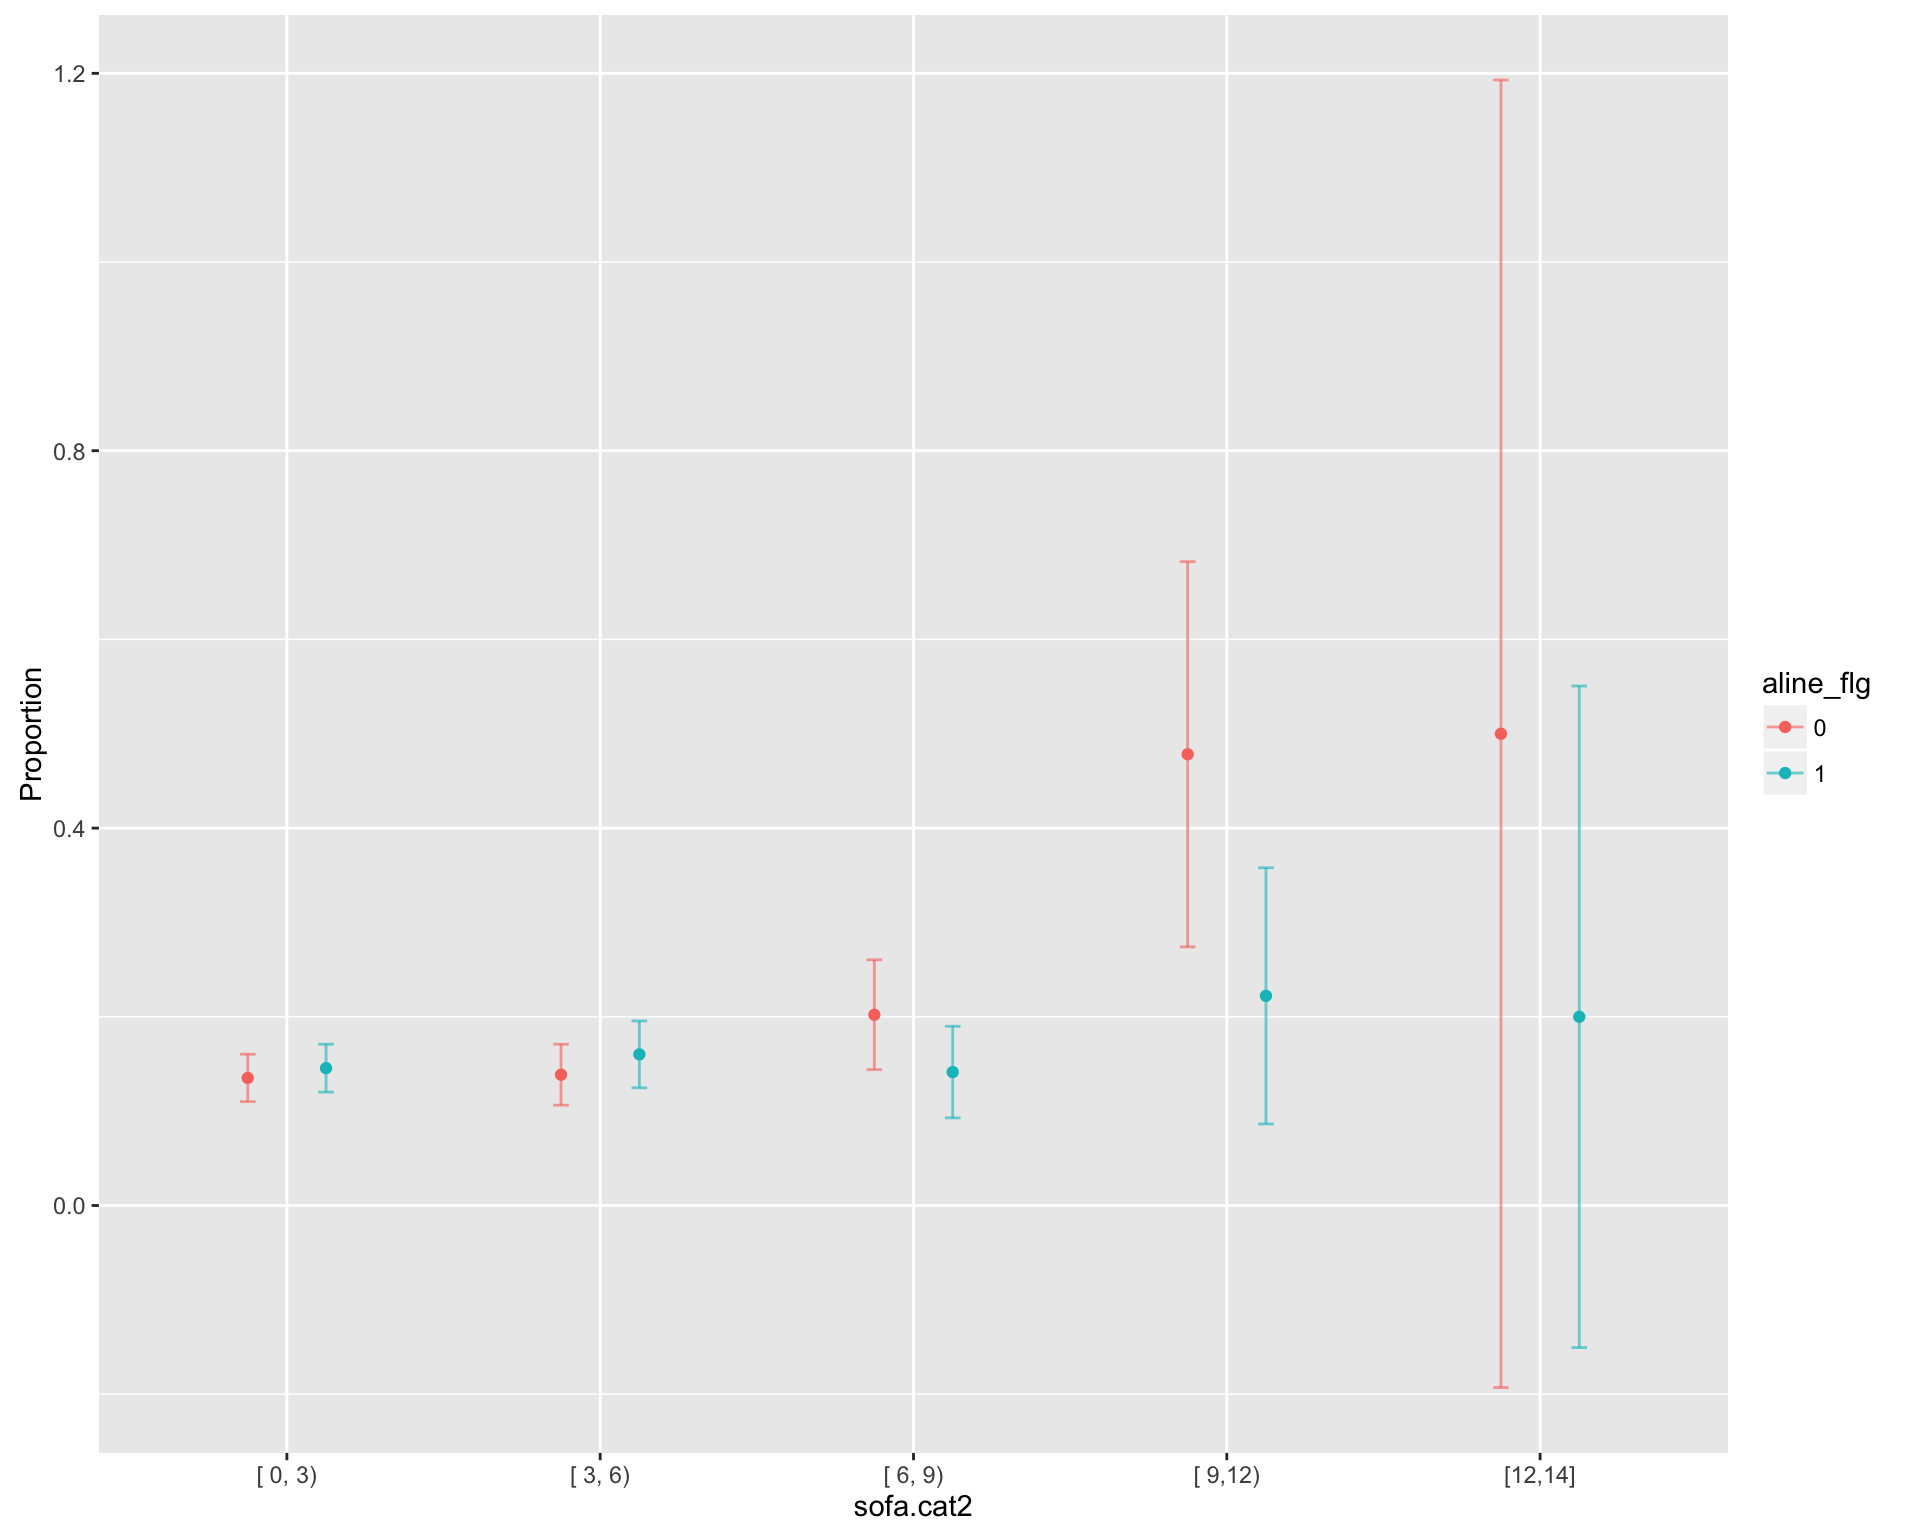 1.2
0.8
0.4
0.0
Proportion
[ 0, 3)
[ 3, 6)
[ 6, 9)
[ 9,12)
[12,14]
sofa.cat2
aline_flg
0
1